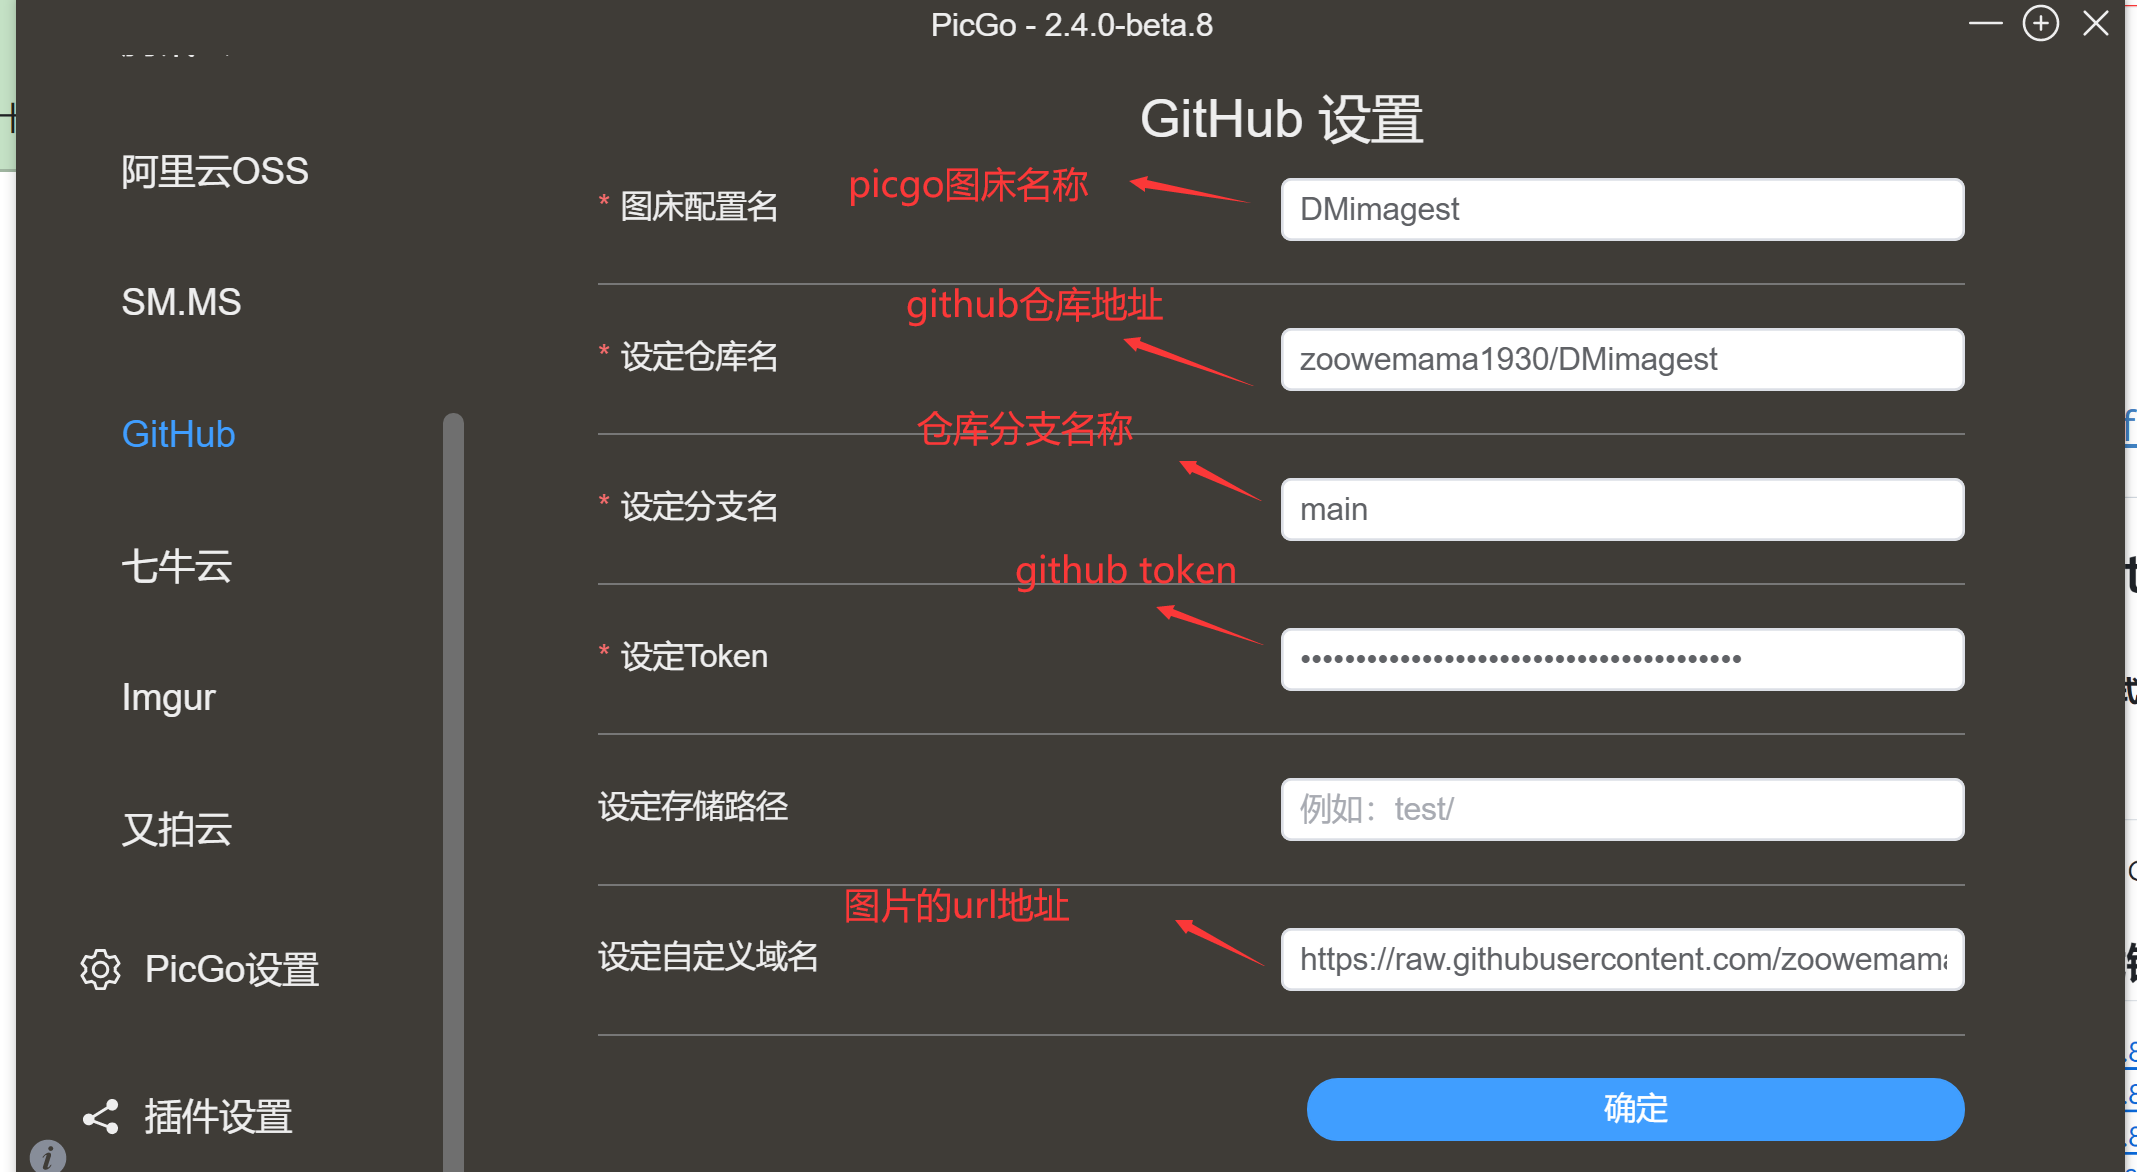 PicGo - 2.4.0-beta.8
阿里云OSS
SM.MS
GitHub
七牛云
Imgur
又拍云
PicGo设置
插件设置
GitHub 设置
* 图床配置名
picgo图床名称
DMimagest
* 设定仓库名
github仓库地址
zoowemama1930/DMimagest
* 设定分支名
仓库分支名称
main
* 设定Token
github token
设定存储路径
例如：test/
设定自定义域名
图片的url地址
https://raw.githubusercontent.com/zoowemama
确定